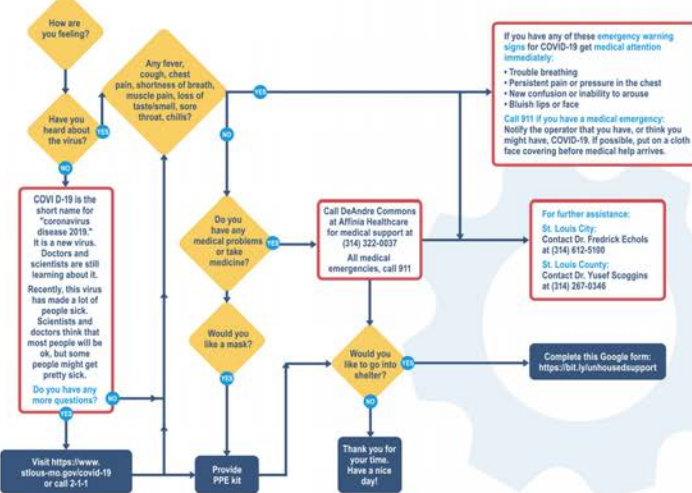 How are
you feeling?
Have you
heard about
the virus?
YES
NO
COVI D-19 is the
short name for
"coronavirus
disease 2019."
It is a new virus.
Doctors and
scientists are still
learning about it.
Recently, this virus
has made a lot of
people sick.
Scientists and
doctors think that
most people will be
ok, but some
people might get
pretty sick.
Do you have any
more questions?
NO
YES
Visit https://www.
stlous-mo.gov/covid-19
or call 2-1-1
Any fever,
cough, chest
pain, shortness of breath,
muscle pain, loss of
taste/smell, sore
throat, chills?
YES
NO
Do you
have any
medical problems
or take
medicine?
YES
Would you
like a mask?
YES
Provide
PPE kit
Call DeAndre Commons
at Affinia Healthcare
for medical support at
(314) 322-0037
All medical
emergencies, call 911
Would you
like to go into
shelter?
YES
NO
Thank you for
your time.
Have a nice
day!
If you have any of these emergency warning
signs for COVID-19 get medical attention
immediately:
• Trouble breathing
• Persistent pain or pressure in the chest
• New confusion or inability to arouse
• Bluish lips or face
Call 911 if you have a medical emergency:
Notify the operator that you have, or think you
might have, COVID-19. If possible, put on a cloth
face covering before medical help arrives.
For further assistance:
St. Louis City:
Contact Dr. Fredrick Echols
at (314) 612-5100
St. Louis County:
Contact Dr. Yusef Scoggins
at (314) 267-0346
Complete this Google form:
https://bit.ly/unhousedsupport